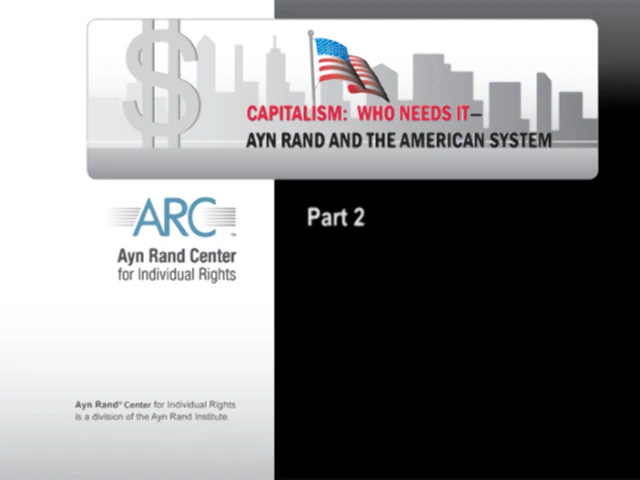 CAPITALISM: WHO NEEDS IT—
AYN RAND AND THE AMERICAN SYSTEM
ARC
Ayn Rand Center
for Individual Rights
Part 2
Ayn Rand® Center for Individual Rights
is a division of the Ayn Rand Institute.